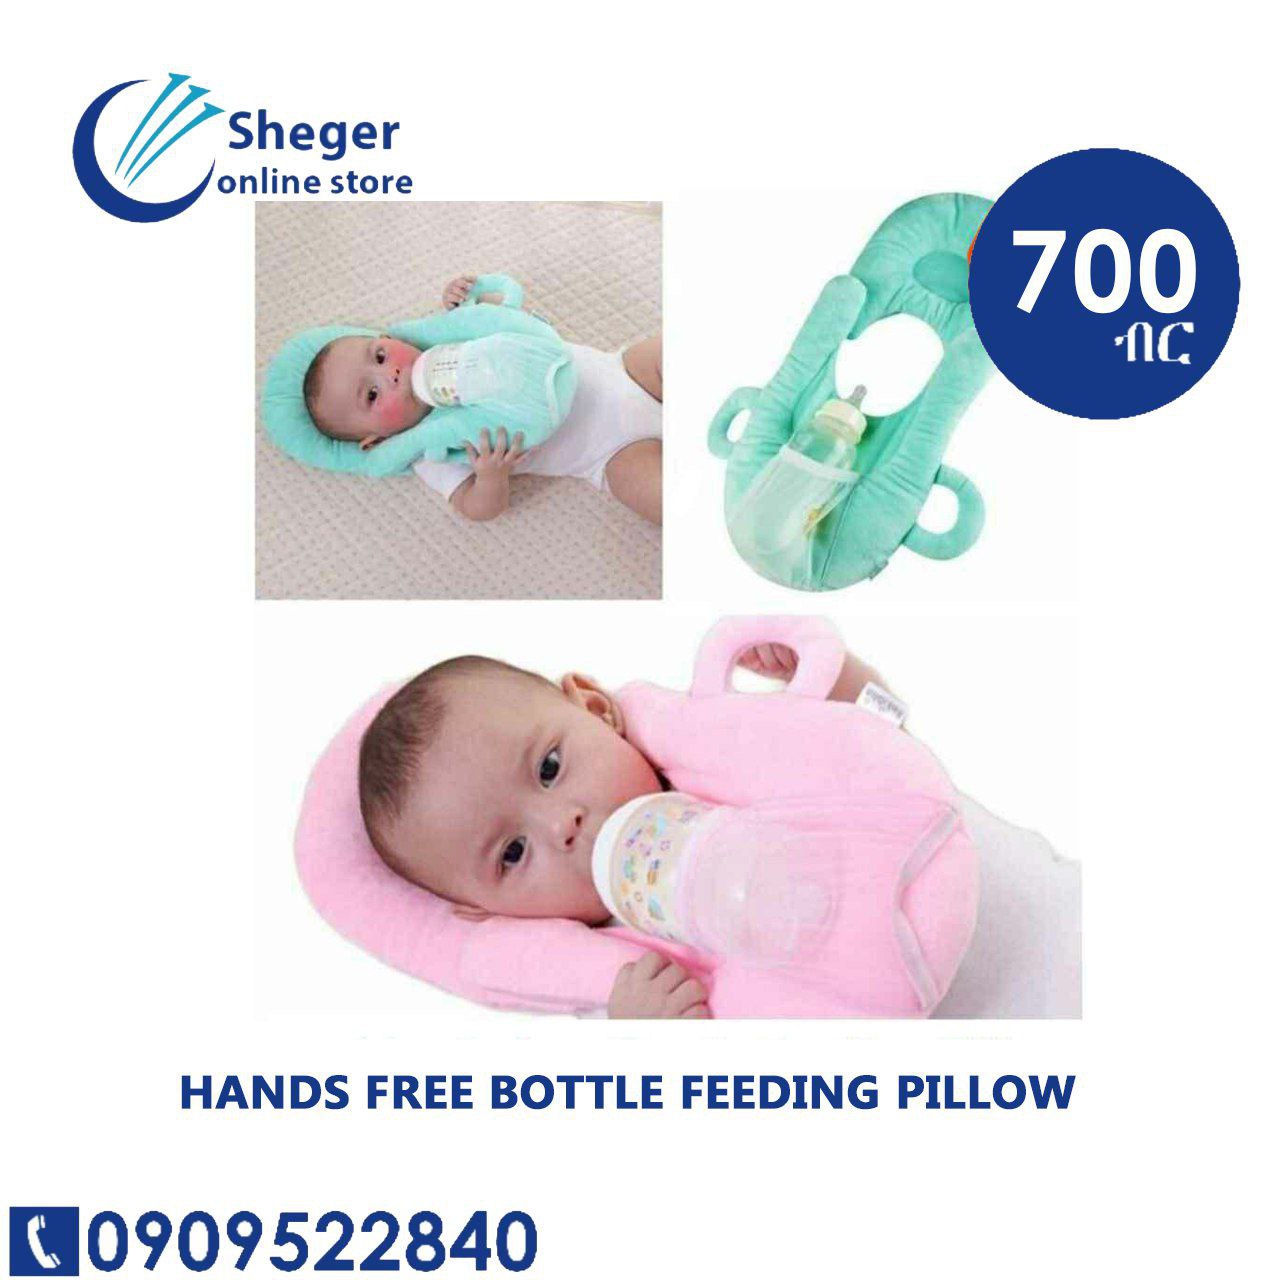 Sheger
online store
700
ብር
HANDS FREE BOTTLE FEEDING PILLOW
0909522840